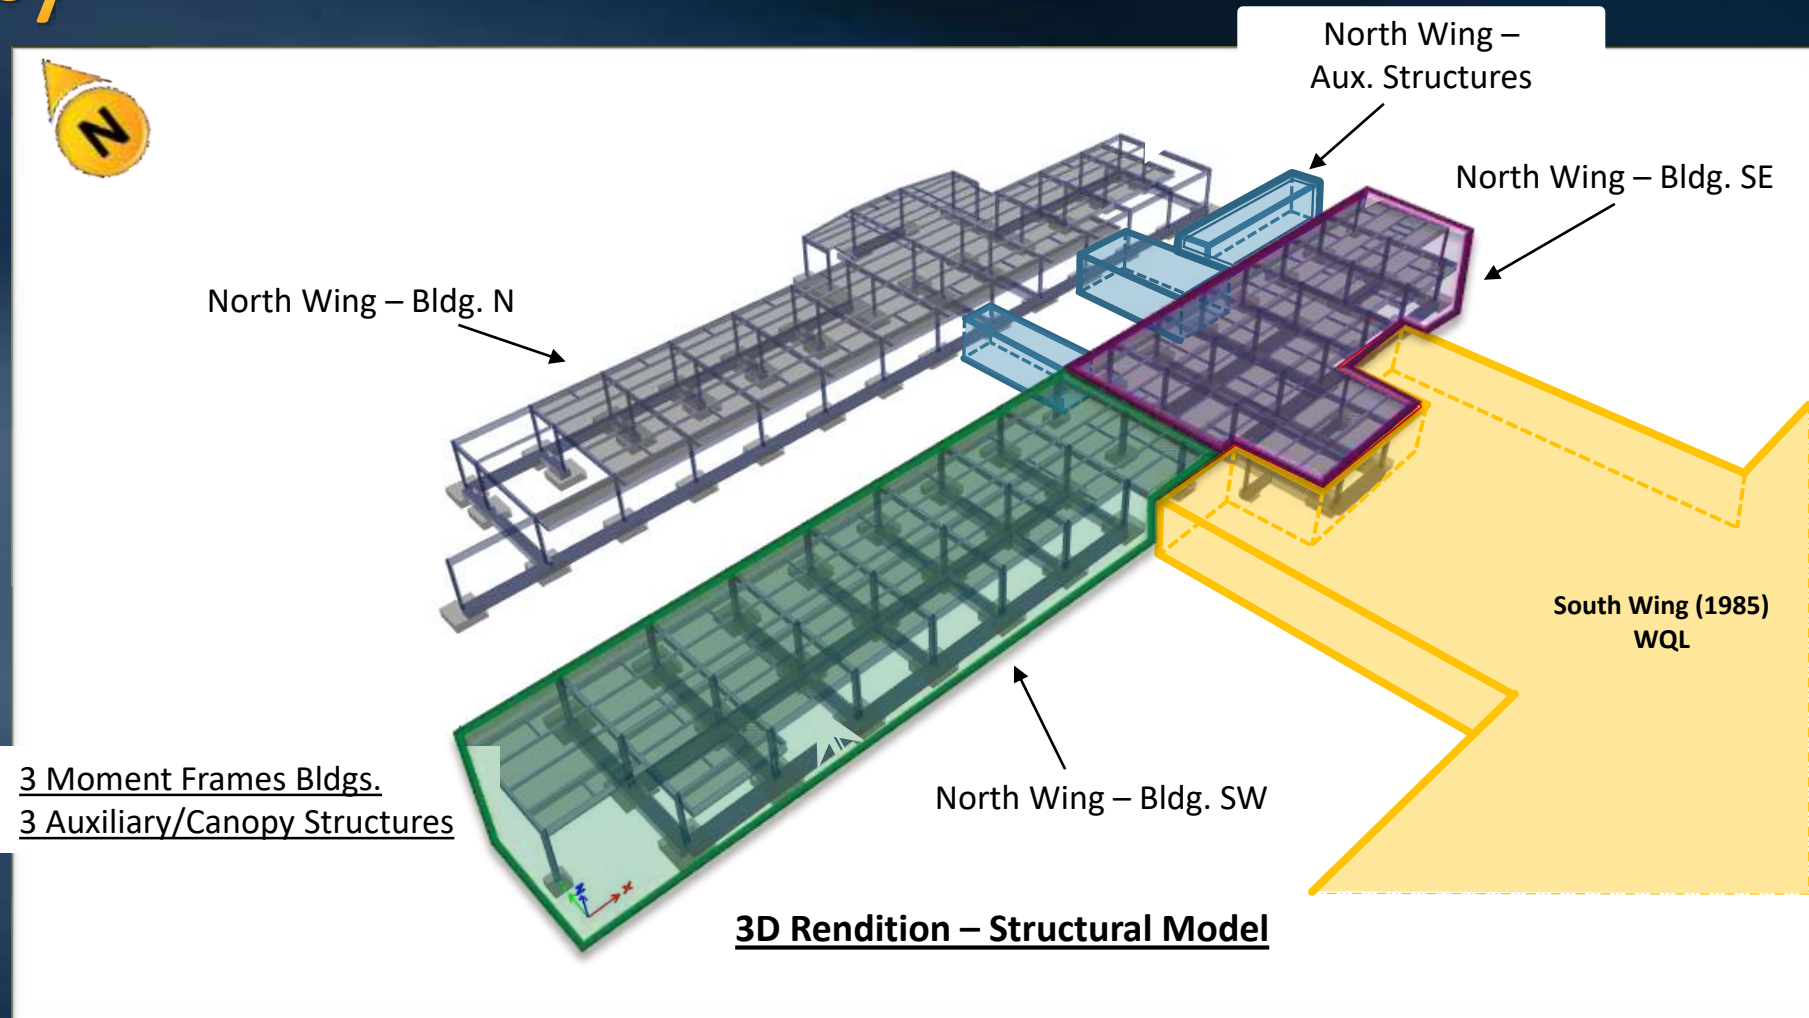 y
N
North Wing –
Aux. Structures
North Wing – Bldg. SE
North Wing – Bldg. N
South Wing (1985)
WQL
3 Moment Frames Bldgs.
3 Auxiliary/Canopy Structures
North Wing – Bldg. SW
3D Rendition – Structural Model